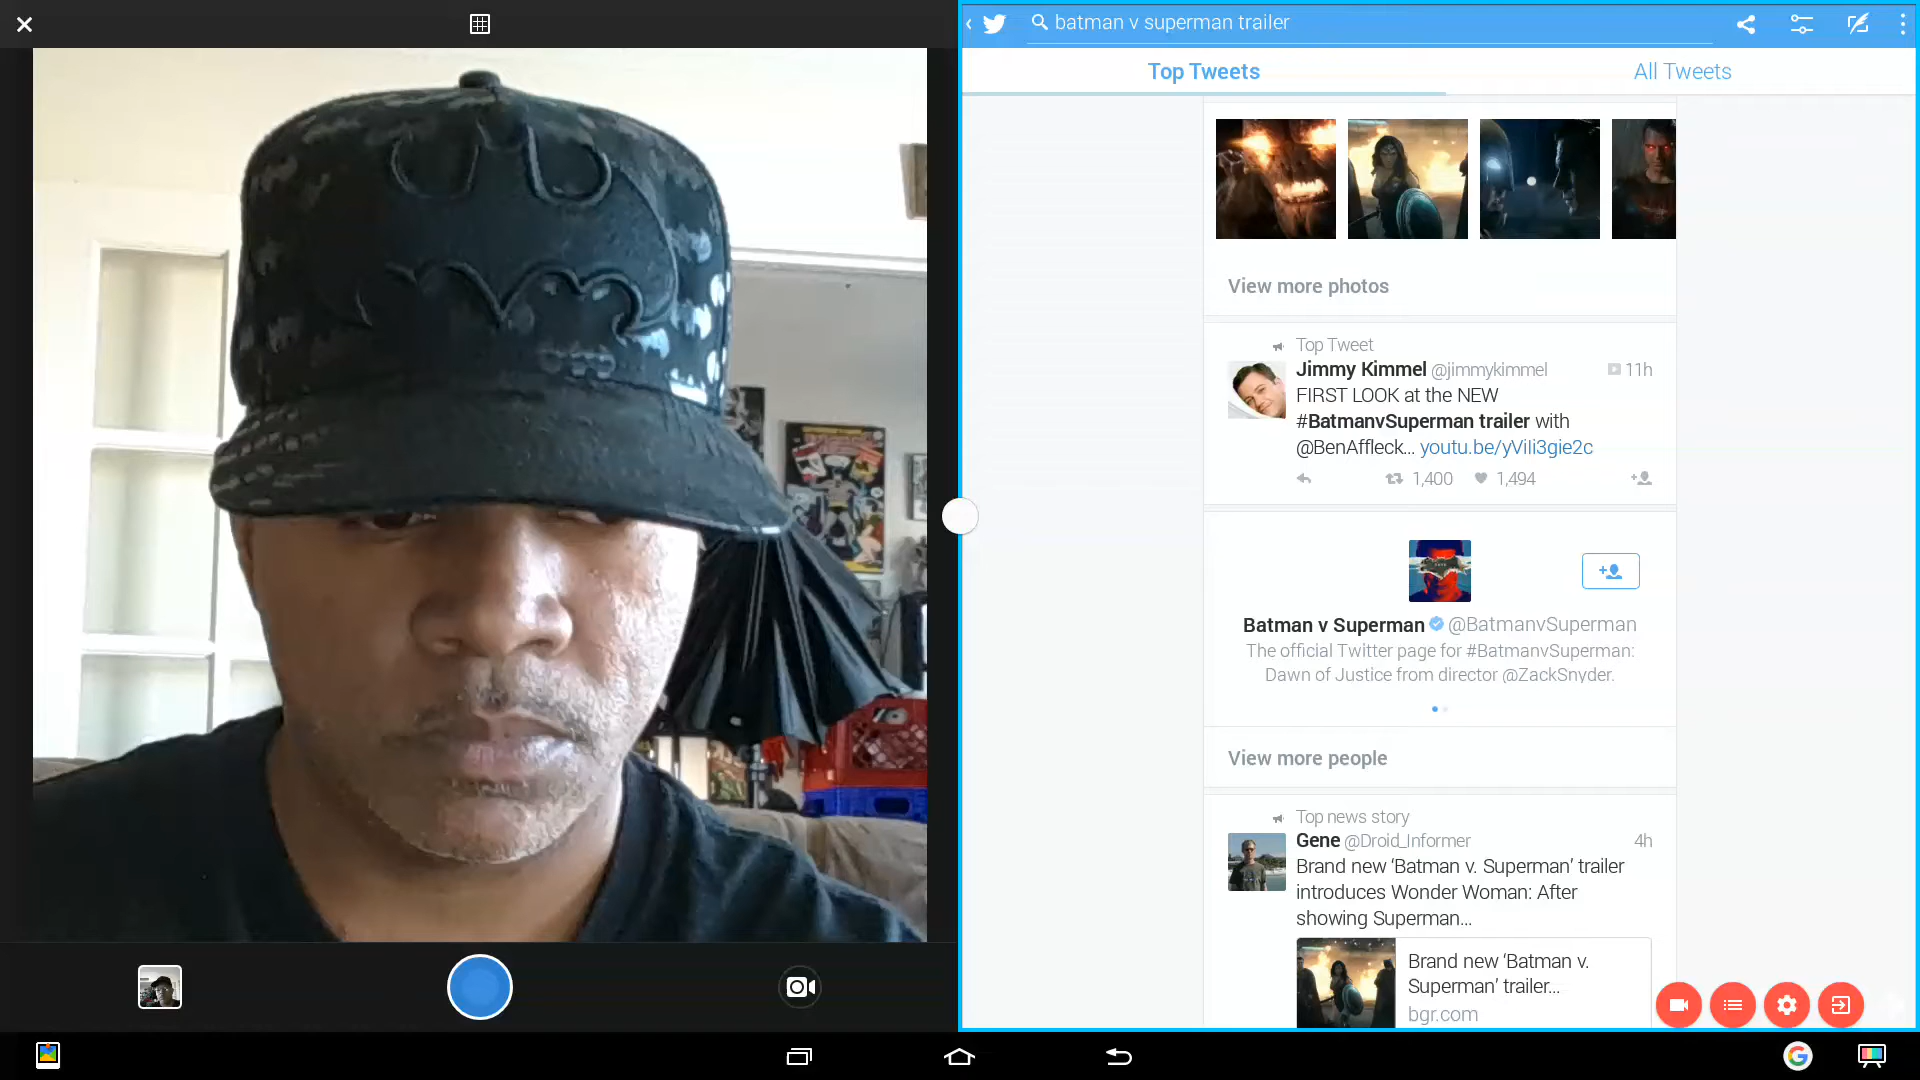 batman v superman trailer
Top Tweets
All Tweets
View more photos
Top Tweet
Jimmy Kimmel @jimmykimmel 11h
FIRST LOOK at the NEW
#BatmanvSuperman trailer with
@BenAffleck... youtu.be/yViIi3gie2c
1,400 1,494
Batman v Superman @BatmanvSuperman
The official Twitter page for #BatmanvSuperman:
Dawn of Justice from director @ZackSnyder.
View more people
Top news story
Gene @Droid_Informer 4h
Brand new ‘Batman v. Superman’ trailer
introduces Wonder Woman: After
showing Superman...
Brand new ‘Batman v.
Superman’ trailer...
bgr.com